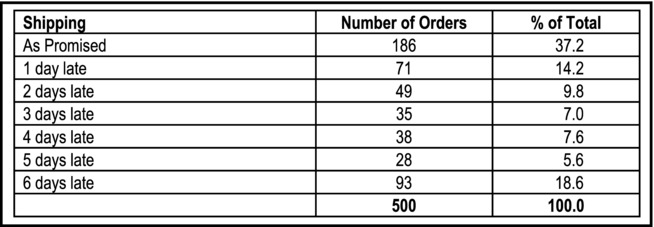 Shipping Number of Orders % of Total
As Promised 186 37.2
1 day late 71 14.2
2 days late 49 9.8
3 days late 35 7.0
4 days late 38 7.6
5 days late 28 5.6
6 days late 93 18.6
500 100.0